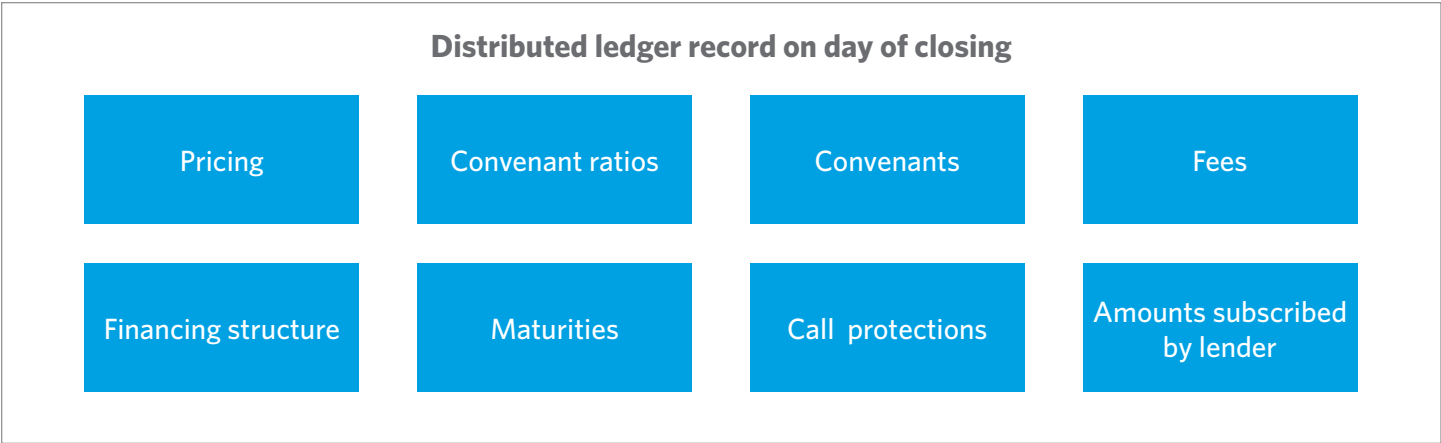 Distributed ledger record on day of closing
Pricing
Convenant ratios
Convenants
Fees
Financing structure
Maturities
Call protections
Amounts subscribed
by lender